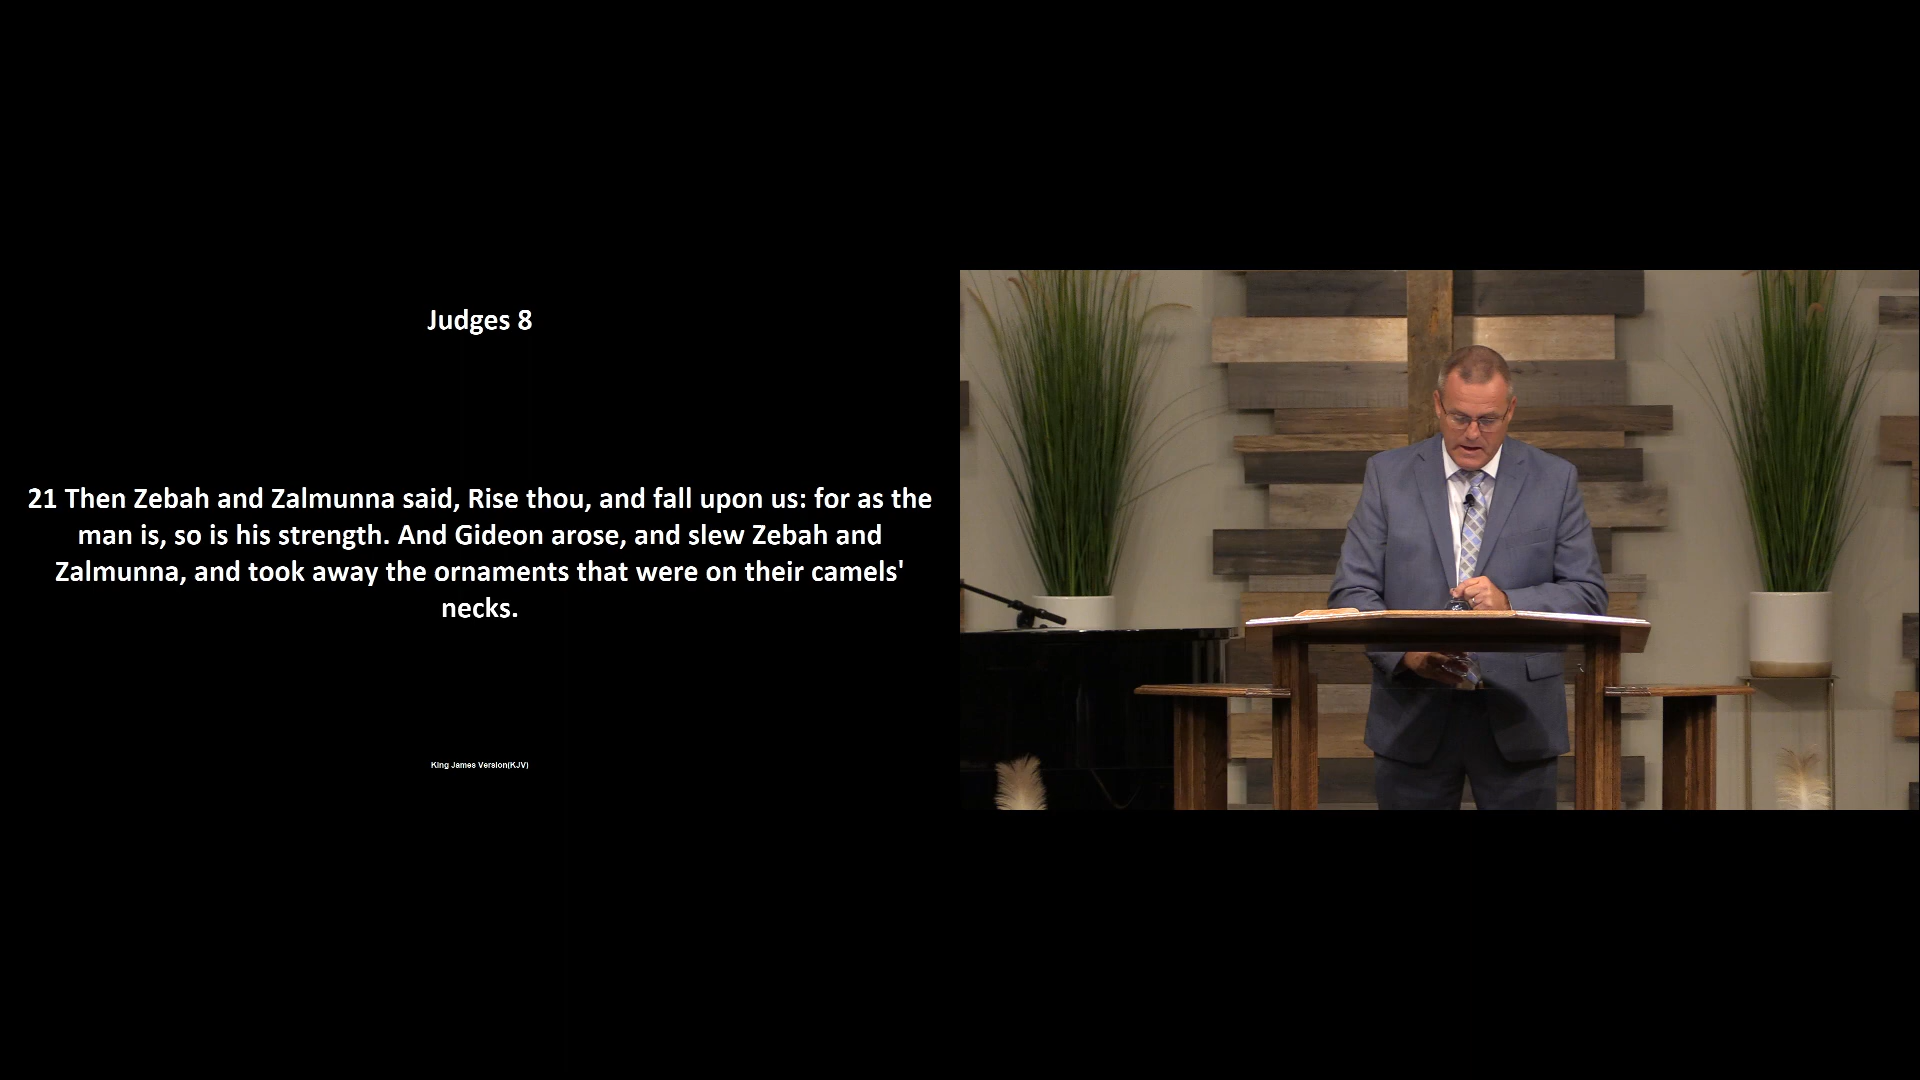 Judges 8
21 Then Zebah and Zalmunna said, Rise thou, and fall upon us: for as the
man is, so is his strength. And Gideon arose, and slew Zebah and
Zalmunna, and took away the ornaments that were on their camels'
necks.
King James Version(KJV)